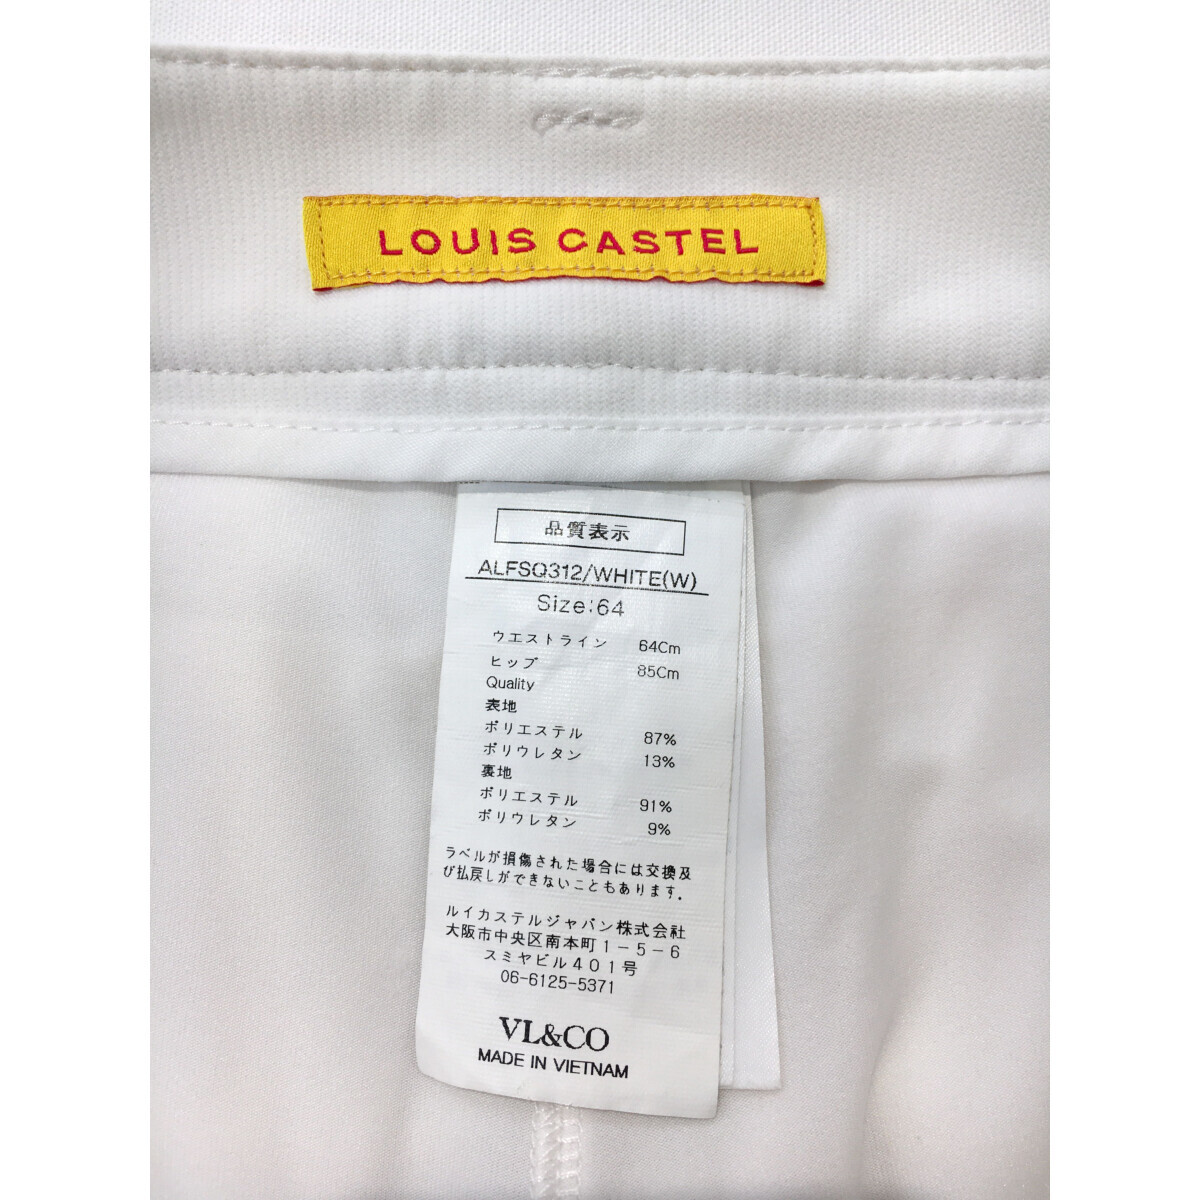 LOUIS CASTEL
品質表示
ALFSQ312/WHITE(W)
Size:64
ウエストライン 64Cm
ヒップ 85Cm
Quality
表地
ポリエステル 87%
ポリウレタン 13%
裏地
ポリエステル 91%
ポリウレタン 9%
ラベルが損傷された場合には交換及
び払戻しができないこともあります.
ルイカステルジャパン株式会社
大阪市中央区南本町1-5-6
スミヤビル401号
06-6125-5371
VL&CO
MADE IN VIETNAM